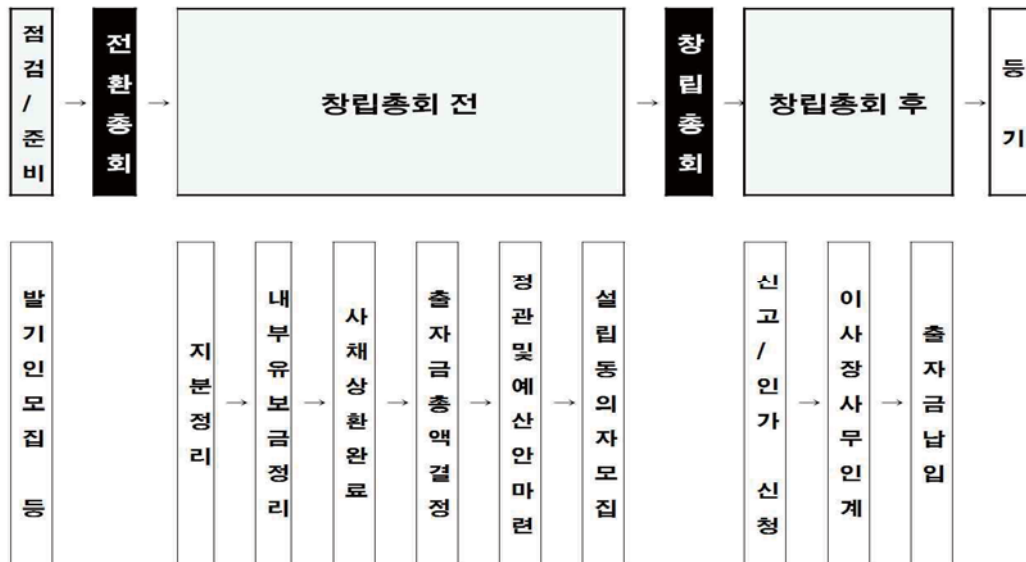 점검/준비
→
전환총회
→
창립총회 전
→
창립총회
→
창립총회 후
→
등 기
발기인모집 등
지분정리
→
내부유보금정리
→
사채상환완료
→
출자금총액결정
→
정관및예산안마련
→
설립동의자모집
신고/인가 신청
→
이사장사무인계
→
출자금납입